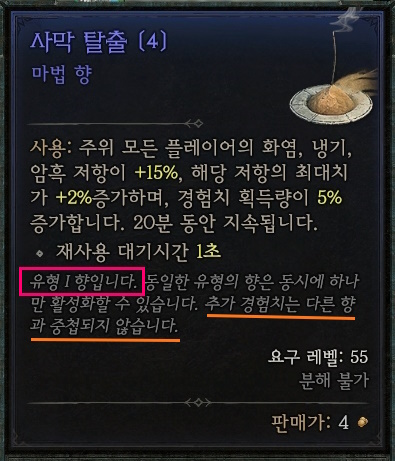 사막 탈출 (4)
마법 향
사용: 주위 모든 플레이어의 화염, 냉기,
암흑 저항이 +15%, 해당 저항의 최대치
가 +2%증가하며, 경험치 획득량이 5%
증가합니다. 20분 동안 지속됩니다.
재사용 대기시간 1초
유형 I 향입니다. 동일한 유형의 향은 동시에 하나
만 활성화할 수 있습니다. 추가 경험치는 다른 향
과 중첩되지 않습니다.
요구 레벨: 55
분해 불가
판매가: 4